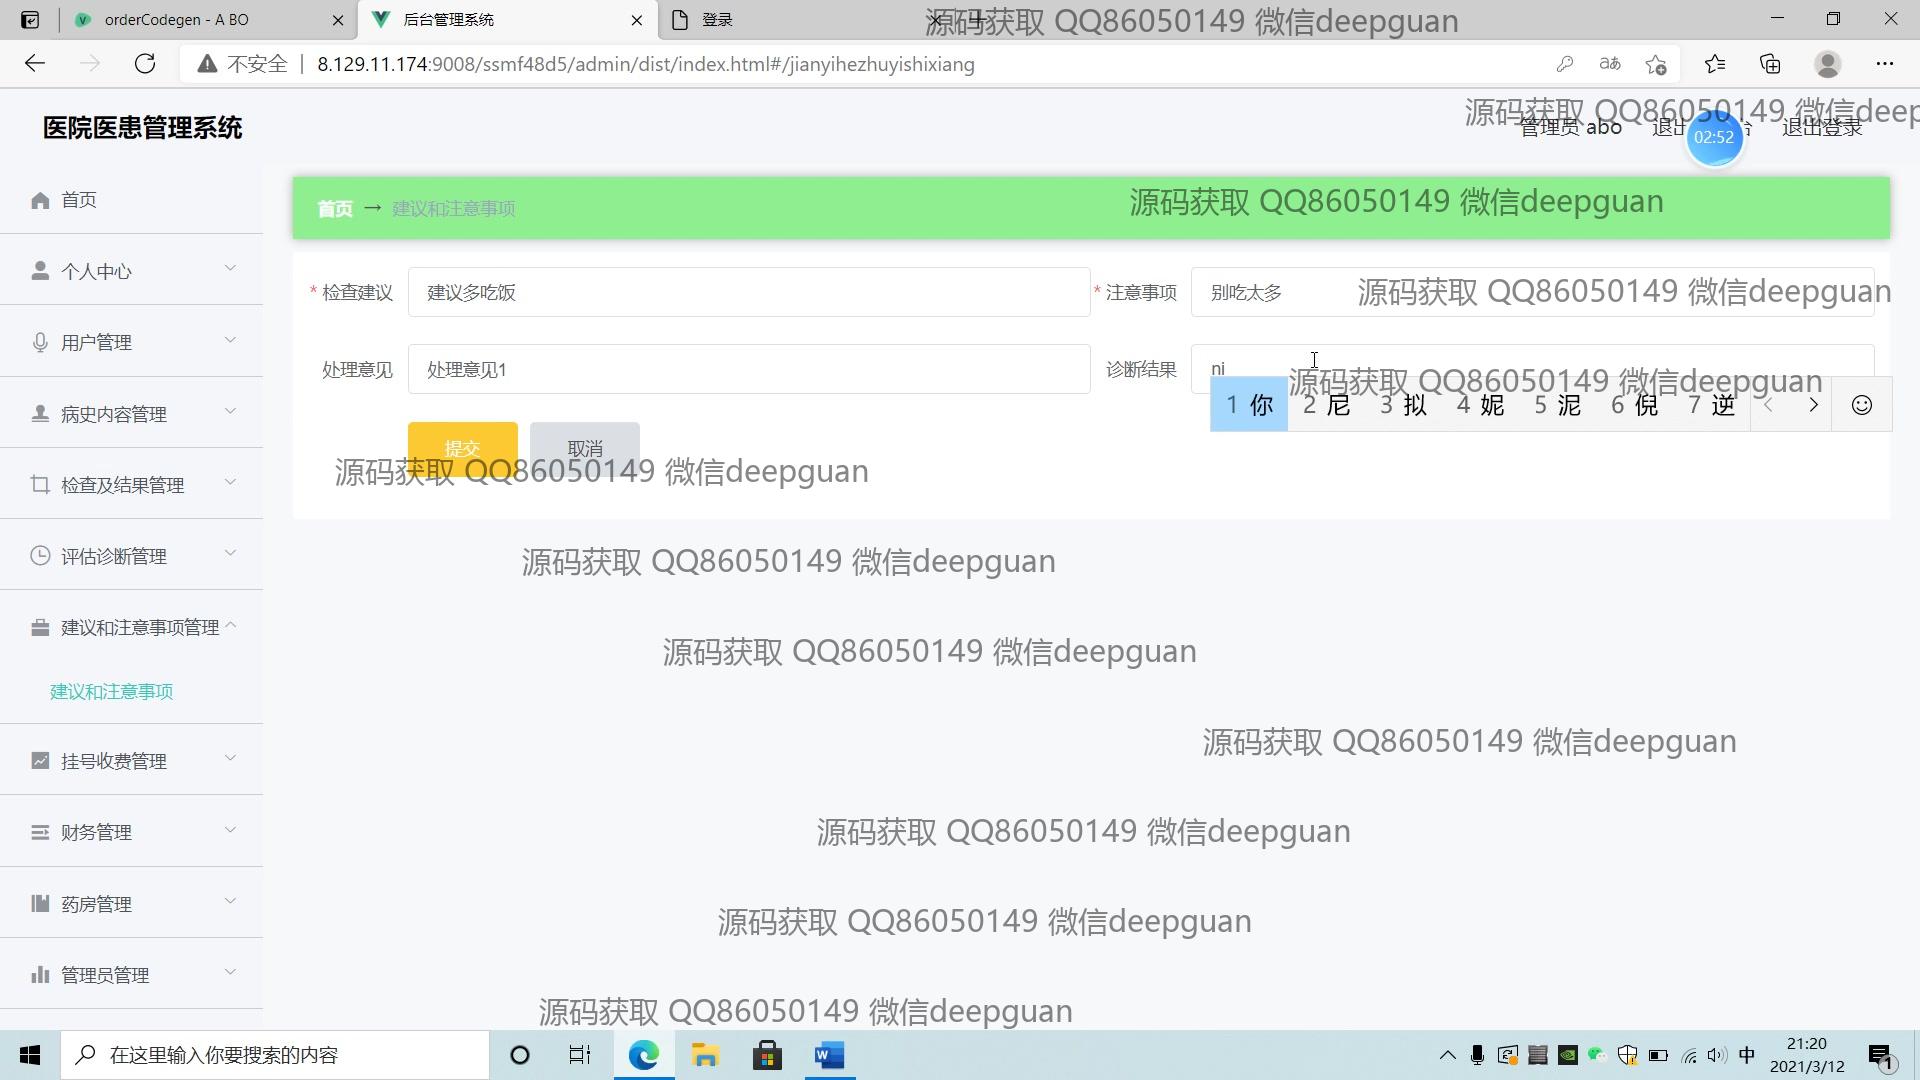 orderCodegen - A BO
后台管理系统
登录
源码获取 QQ86050149 微信deepguan
不安全
8.129.11.174:9008/ssmf48d5/admin/dist/index.html#/jianyihezhuyishixiang
医院医患管理系统
源码获取 QQ86050149 微信deep
管理员 abo
退出
02:52
退出登录
首页
首页 → 建议和注意事项
源码获取 QQ86050149 微信deepguan
个人中心
* 检查建议
建议多吃饭
* 注意事项
别吃太多
源码获取 QQ86050149 微信deepguan
用户管理
处理意见
处理意见1
诊断结果
ni
源码获取 QQ86050149 微信deepguan
1 你 2 尼 3 拟 4 妮 5 泥 6 倪 7 逆
病史内容管理
提交
取消
源码获取 QQ86050149 微信deepguan
检查及结果管理
评估诊断管理
源码获取 QQ86050149 微信deepguan
建议和注意事项管理
源码获取 QQ86050149 微信deepguan
建议和注意事项
源码获取 QQ86050149 微信deepguan
挂号收费管理
财务管理
源码获取 QQ86050149 微信deepguan
药房管理
源码获取 QQ86050149 微信deepguan
管理员管理
源码获取 QQ86050149 微信deepguan
在这里输入你要搜索的内容
中
21:20
2021/3/12
1